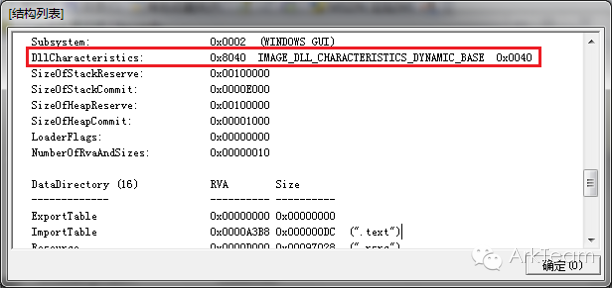 [结构列表]
Subsystem: 0x0002 (WINDOWS GUI)
DllCharacteristics: 0x8040 IMAGE_DLL_CHARACTERISTICS_DYNAMIC_BASE 0x0040
SizeOfStackReserve: 0x00100000
SizeOfStackCommit: 0x0000E000
SizeOfHeapReserve: 0x00100000
SizeOfHeapCommit: 0x00001000
LoaderFlags: 0x00000000
NumberOfRvaAndSizes: 0x00000010
DataDirectory (16) RVA Size
------------- ---------- ----------
ExportTable 0x00000000 0x00000000
ImportTable 0x0000A3B8 0x000000DC (".text")
Resource 0x0000D000 0x00097028 (".rsrc")
ArkTeam
确定(O)